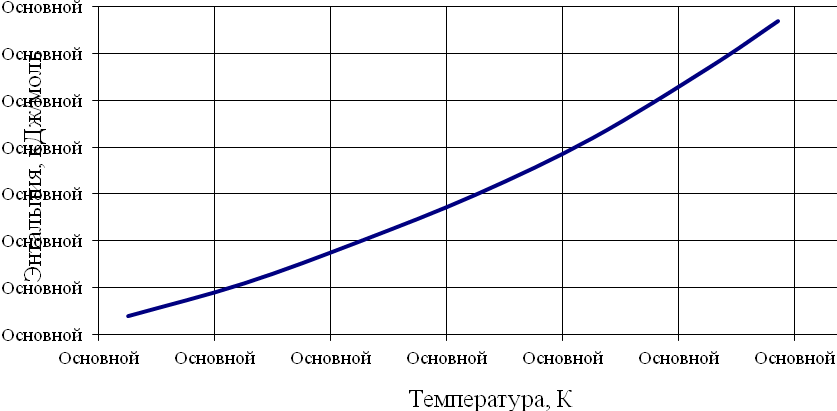 Основной
Основной
Основной
Основной
Основной
Основной
Основной
Основной
Энтальпия, кДж/моль
Основной Основной Основной Основной Основной Основной Основной
Температура, К